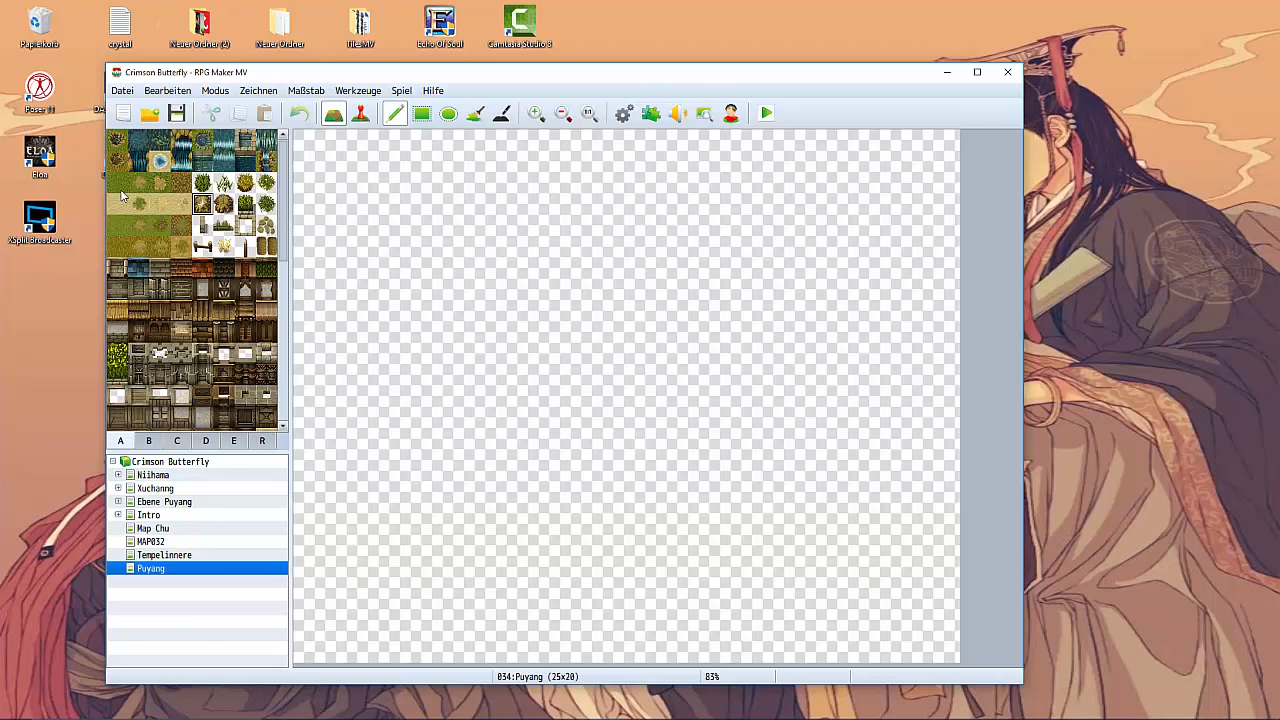 Papierkorb
crystal
Neuer Ordner (2)
Neuer Ordner
TilesMV
Echo Of Soul
Camtasia Studio 8
Poser 11
ELOA
Eloa
XSplit Broadcaster
Crimson Butterfly - RPG Maker MV
Datei Bearbeiten Modus Zeichnen Maßstab Werkzeuge Spiel Hilfe
A B C D E R
Crimson Butterfly
Niihama
Xuchanng
Ebene Puyang
Intro
Map Chu
MAP032
Tempelinnere
Puyang
034:Puyang (25x20) 83%